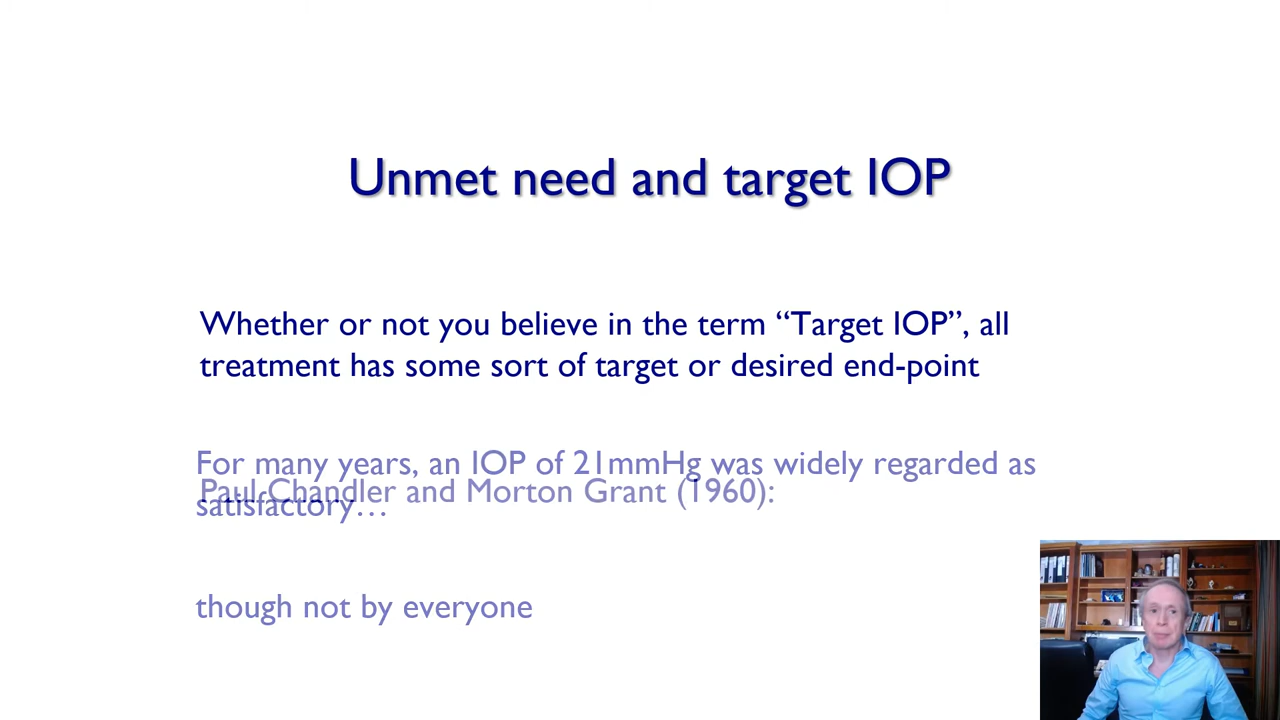 Unmet need and target IOP
Whether or not you believe in the term “Target IOP”, all
treatment has some sort of target or desired end-point
For many years, an IOP of 21mmHg was widely regarded as
Paul Chandler and Morton Grant (1960):
satisfactory…
though not by everyone